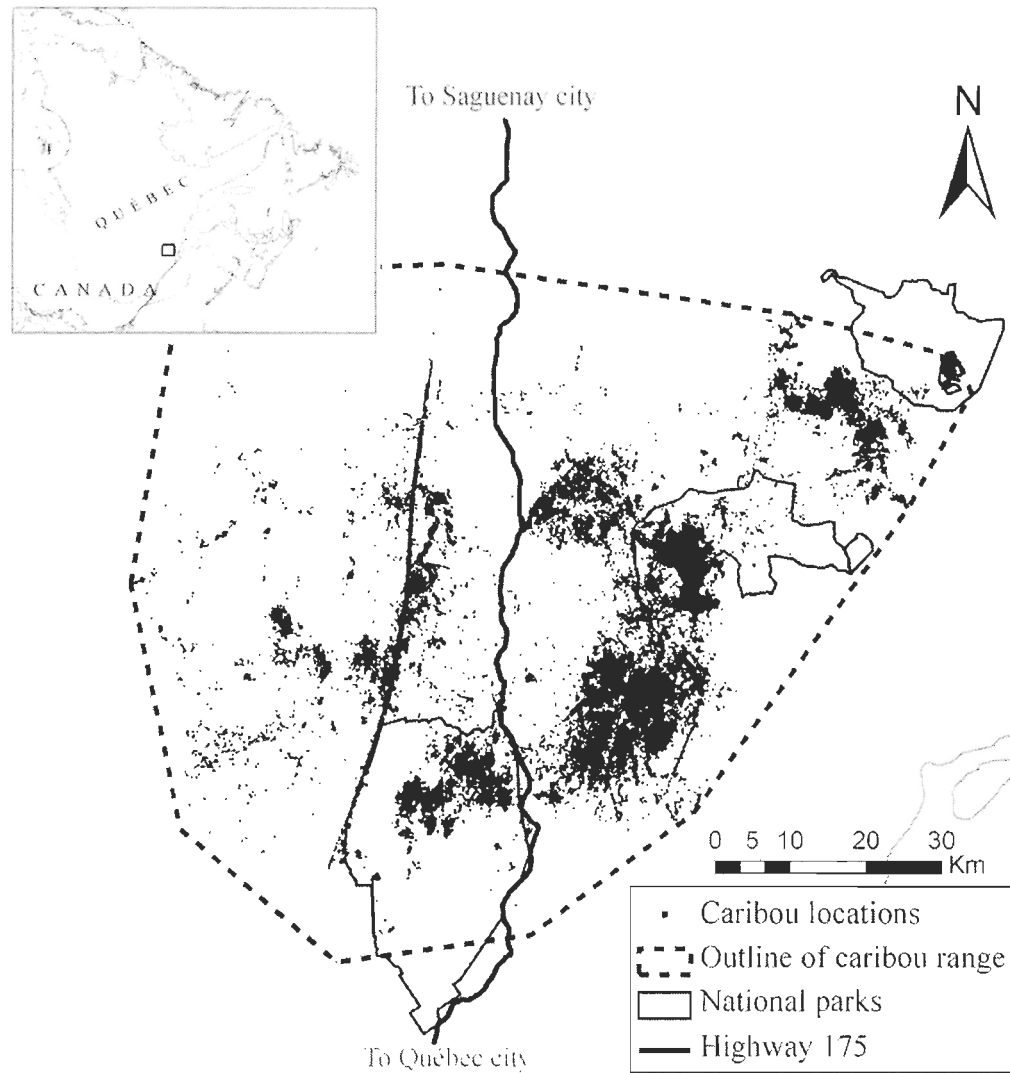 To Saguenay city
N
QUÉBEC
CANADA
0 5 10 20 30
Km
Caribou locations
Outline of caribou range
National parks
Highway 175
To Québec city